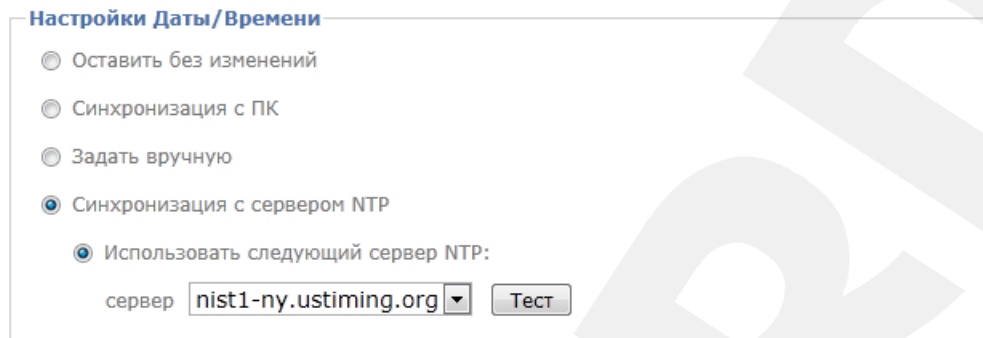 Настройки Даты/Времени
Оставить без изменений
Синхронизация с ПК
Задать вручную
Синхронизация с сервером NTP
Использовать следующий сервер NTP:
сервер nist1-ny.ustiming.org Тест